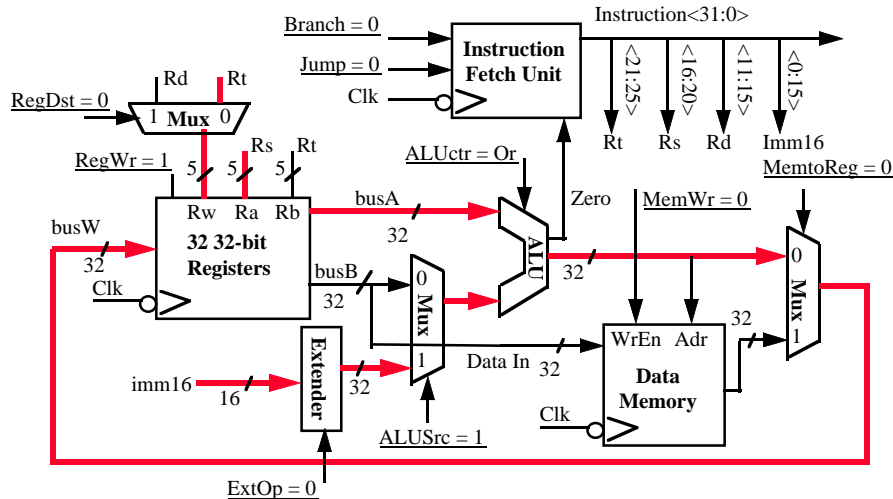 Instruction<31:0>
Branch = 0
Instruction
Fetch Unit
Jump = 0
Clk
<21:25>
<16:20>
<11:15>
<0:15>
Rd
Rt
RegDst = 0
1 Mux 0
Rs
Rt
Rt
Rs
Rd
Imm16
RegWr = 1
5
5
5
ALUctr = Or
MemtoReg = 0
Zero
MemWr = 0
busA
busW
Rw
Ra
Rb
32
32 32-bit
Registers
32
busB
0
ALU
32
0
Clk
32
Mux
Mux
32
WrEn
Adr
1
Extender
1
Data In
32
Data
Memory
imm16
16
32
Clk
ALUSrc = 1
ExtOp = 0